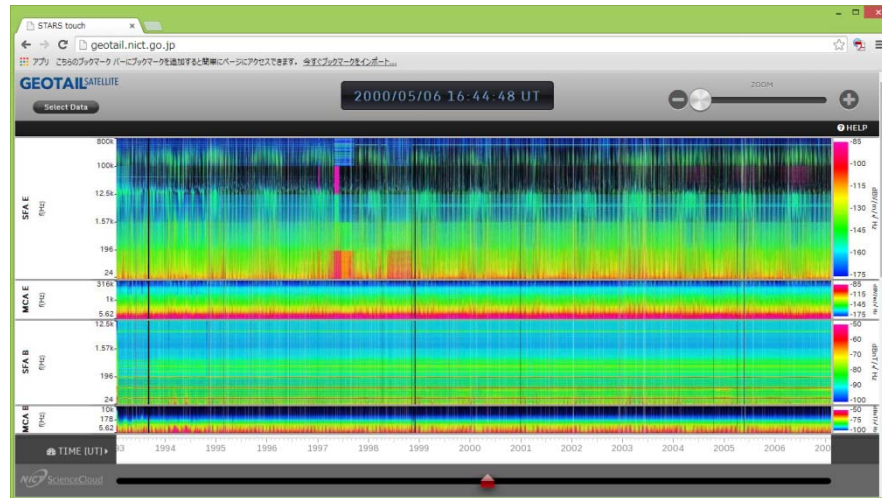 STARS touch
geotail.nict.go.jp
アプリ こちらのブックマーク バーにブックマークを追加すると簡単にページにアクセスできます。 今すぐブックマークをインポート...
GEOTAIL SATELLITE
Select Data
2000/05/06 16:44:48 UT
ZOOM
HELP
SFA E
f(Hz)
800k
100k
12.5k
1.57k
196
24
-85
-100
-115
-130
-145
-160
-175
dBV/m/√Hz
MCA E
f(Hz)
316k
1k
5.62
-85
-115
-145
-175
SFA B
f(Hz)
12.5k
1.57k
196
24
-50
-60
-70
-80
-90
-100
dBnT/√Hz
MCA B
f(Hz)
10k
178
5.62
-50
-75
-100
TIME [UT]
93 1994 1995 1996 1997 1998 1999 2000 2001 2002 2003 2004 2005 2006 200
NICT ScienceCloud